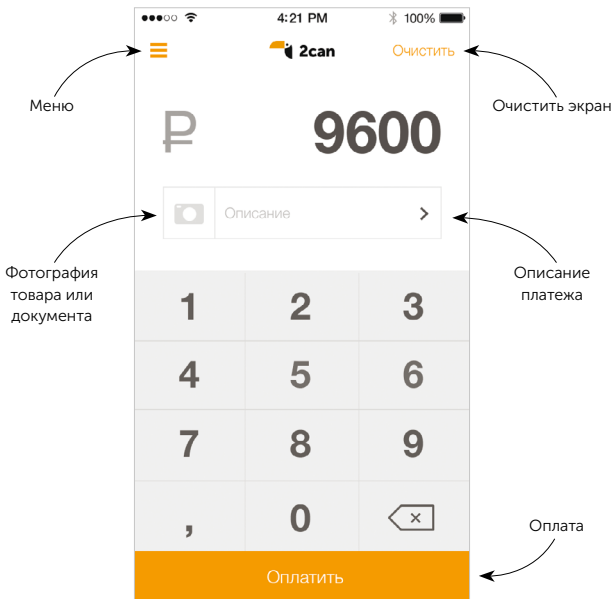 4:21 PM
100%
2can
Очистить
Меню
Очистить экран
₽
9600
Описание
Фотография
товара или
документа
Описание
платежа
1 2 3
4 5 6
7 8 9
, 0
Оплата
Оплатить